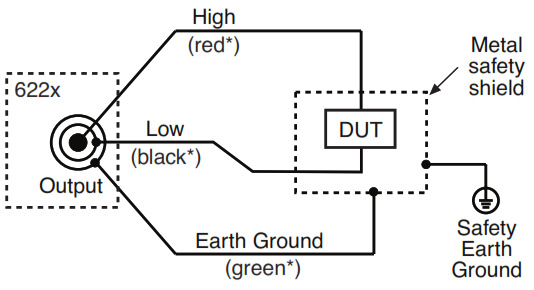 High
(red*)
Metal
safety
shield
622x
DUT
Low
(black*)
Output
Earth Ground
(green*)
Safety
Earth
Ground